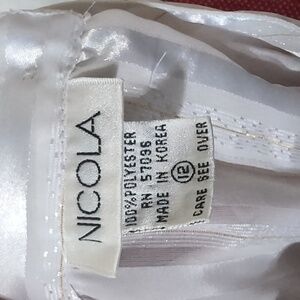 NICOLA
100% POLYESTER
RN 57096
MADE IN KOREA
12
CARE SEE OVER